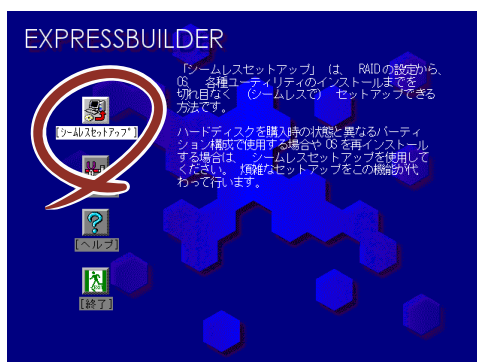 EXPRESSBUILDER
「シームレスセットアップ」 は、 RAIDの設定から、
OS、 各種ユーティリティのインストールまでを
切れ目なく (シームレスで) セットアップできる
方法です。
ハードディスクを購入時の状態と異なるパーティ
ション構成で使用する場合や OS を再インストール
する場合は、 シームレスセットアップを使用して
ください。 煩雑なセットアップをこの機能が代
わって行います。
[シームレスセットアップ]
[ヘルプ]
[終了]